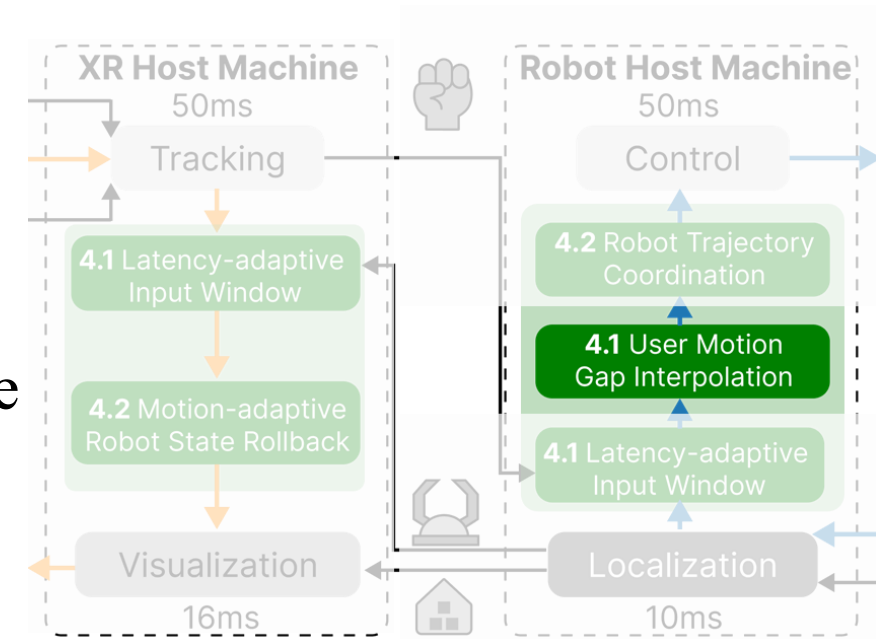 XR Host Machine
50ms
Tracking
4.1 Latency-adaptive
Input Window
4.2 Motion-adaptive
Robot State Rollback
Visualization
16ms
e
Robot Host Machine
50ms
Control
4.2 Robot Trajectory
Coordination
4.1 User Motion
Gap Interpolation
4.1 Latency-adaptive
Input Window
Localization
10ms